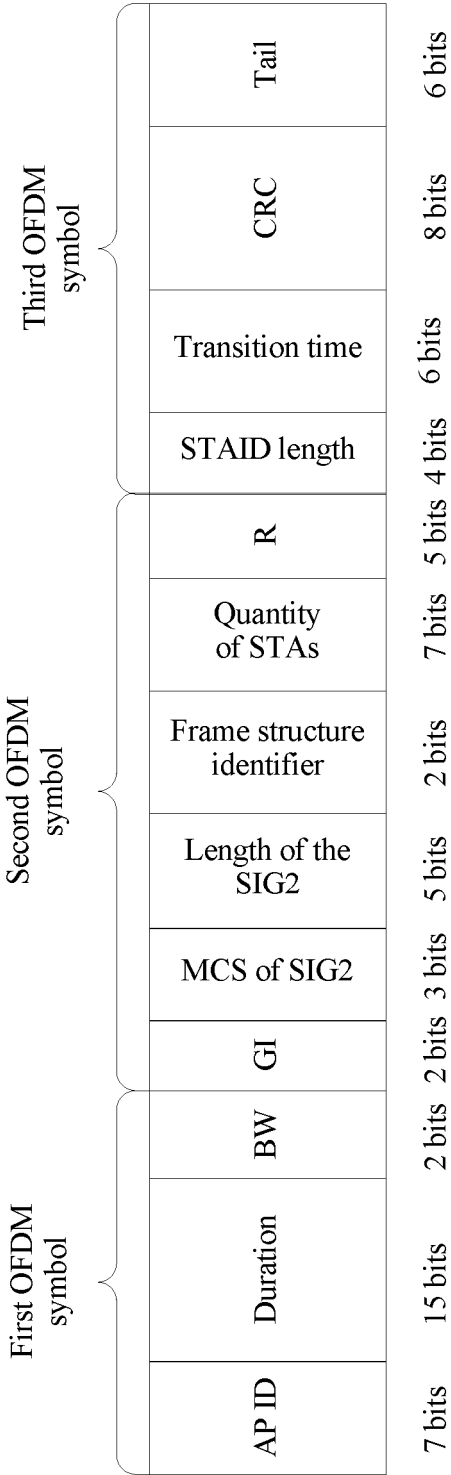 Third OFDM
symbol
Tail
6 bits
CRC
8 bits
Transition time
6 bits
STAID length
4 bits
Second OFDM
symbol
R
5 bits
Quantity
of STAs
7 bits
Frame structure
identifier
2 bits
Length of the
SIG2
5 bits
MCS of SIG2
3 bits
GI
2 bits
First OFDM
symbol
BW
2 bits
Duration
15 bits
AP ID
7 bits